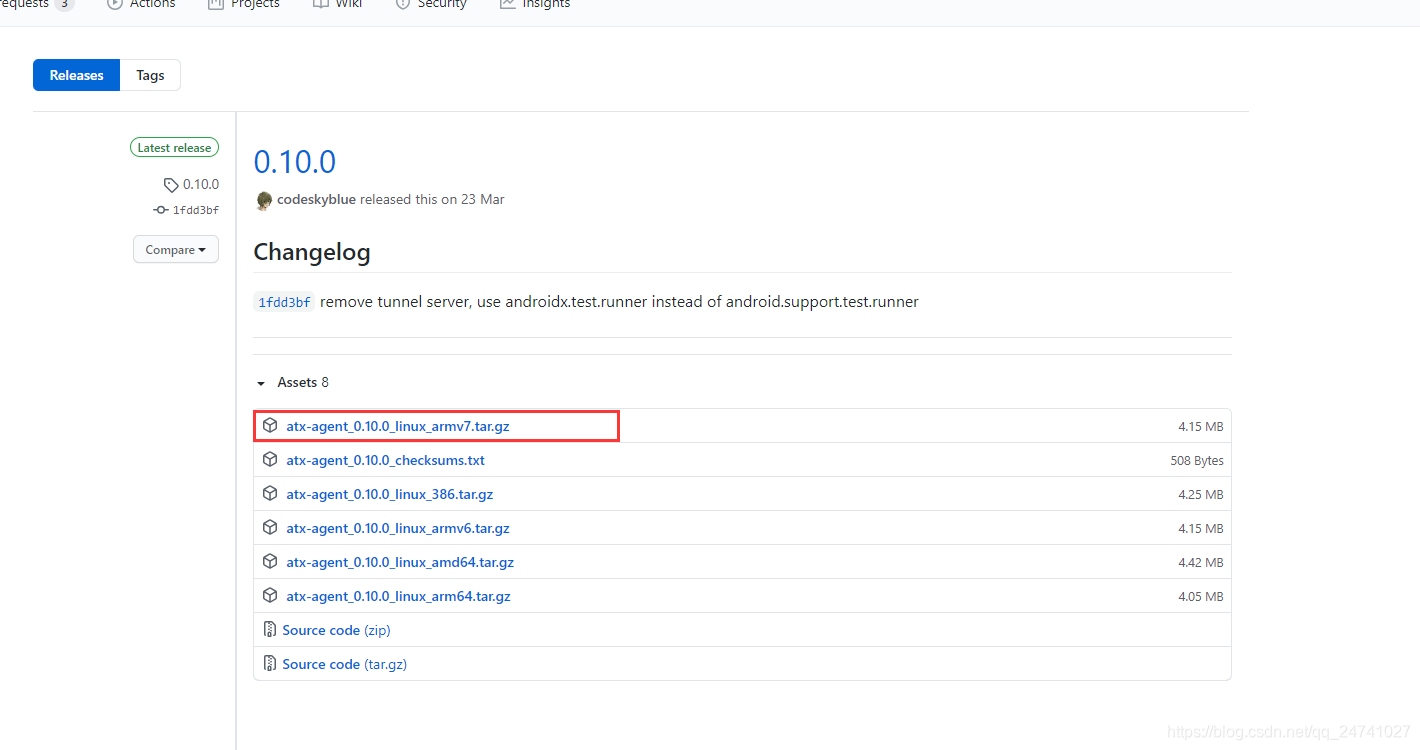 requests 3 Actions Projects Wiki Security Insights
Releases Tags
Latest release
0.10.0
1fdd3bf
Compare
0.10.0
codeskyblue released this on 23 Mar
Changelog
1fdd3bf remove tunnel server, use androidx.test.runner instead of android.support.test.runner
Assets 8
atx-agent_0.10.0_linux_armv7.tar.gz 4.15 MB
atx-agent_0.10.0_checksums.txt 508 Bytes
atx-agent_0.10.0_linux_386.tar.gz 4.25 MB
atx-agent_0.10.0_linux_armv6.tar.gz 4.15 MB
atx-agent_0.10.0_linux_amd64.tar.gz 4.42 MB
atx-agent_0.10.0_linux_arm64.tar.gz 4.05 MB
Source code (zip)
Source code (tar.gz)
https://blog.csdn.net/qq_24741027